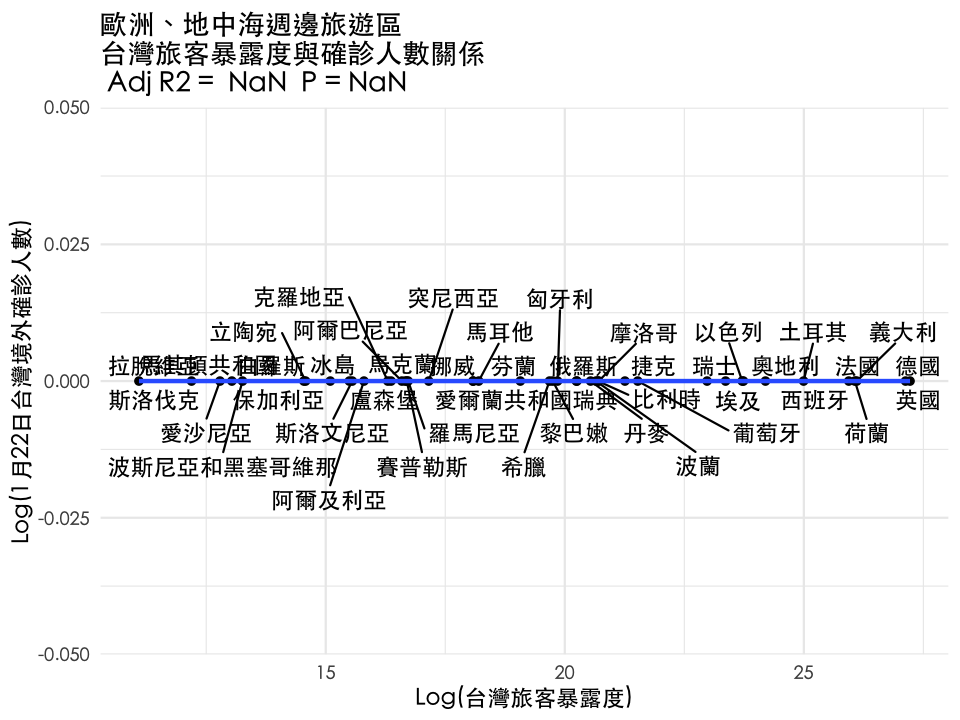 歐洲、地中海週邊旅遊區
台灣旅客暴露度與確診人數關係
Adj R2 = NaN P = NaN
0.050
0.025
0.000
-0.025
-0.050
Log(1月22日台灣境外確診人數)
克羅地亞 突尼西亞 匈牙利
立陶宛 阿爾巴尼亞 馬耳他 摩洛哥 以色列 土耳其 義大利
拉脫維亞 冰島 烏克蘭 挪威 芬蘭 俄羅斯 捷克 瑞士 奧地利 法國 德國
斯洛伐克 保加利亞 盧森堡 愛爾蘭共和國 瑞典 比利時 埃及 西班牙 英國
愛沙尼亞 斯洛文尼亞 羅馬尼亞 黎巴嫩 丹麥 葡萄牙 荷蘭
波斯尼亞和黑塞哥維那 賽普勒斯 希臘 波蘭
阿爾及利亞
15 20 25
Log(台灣旅客暴露度)